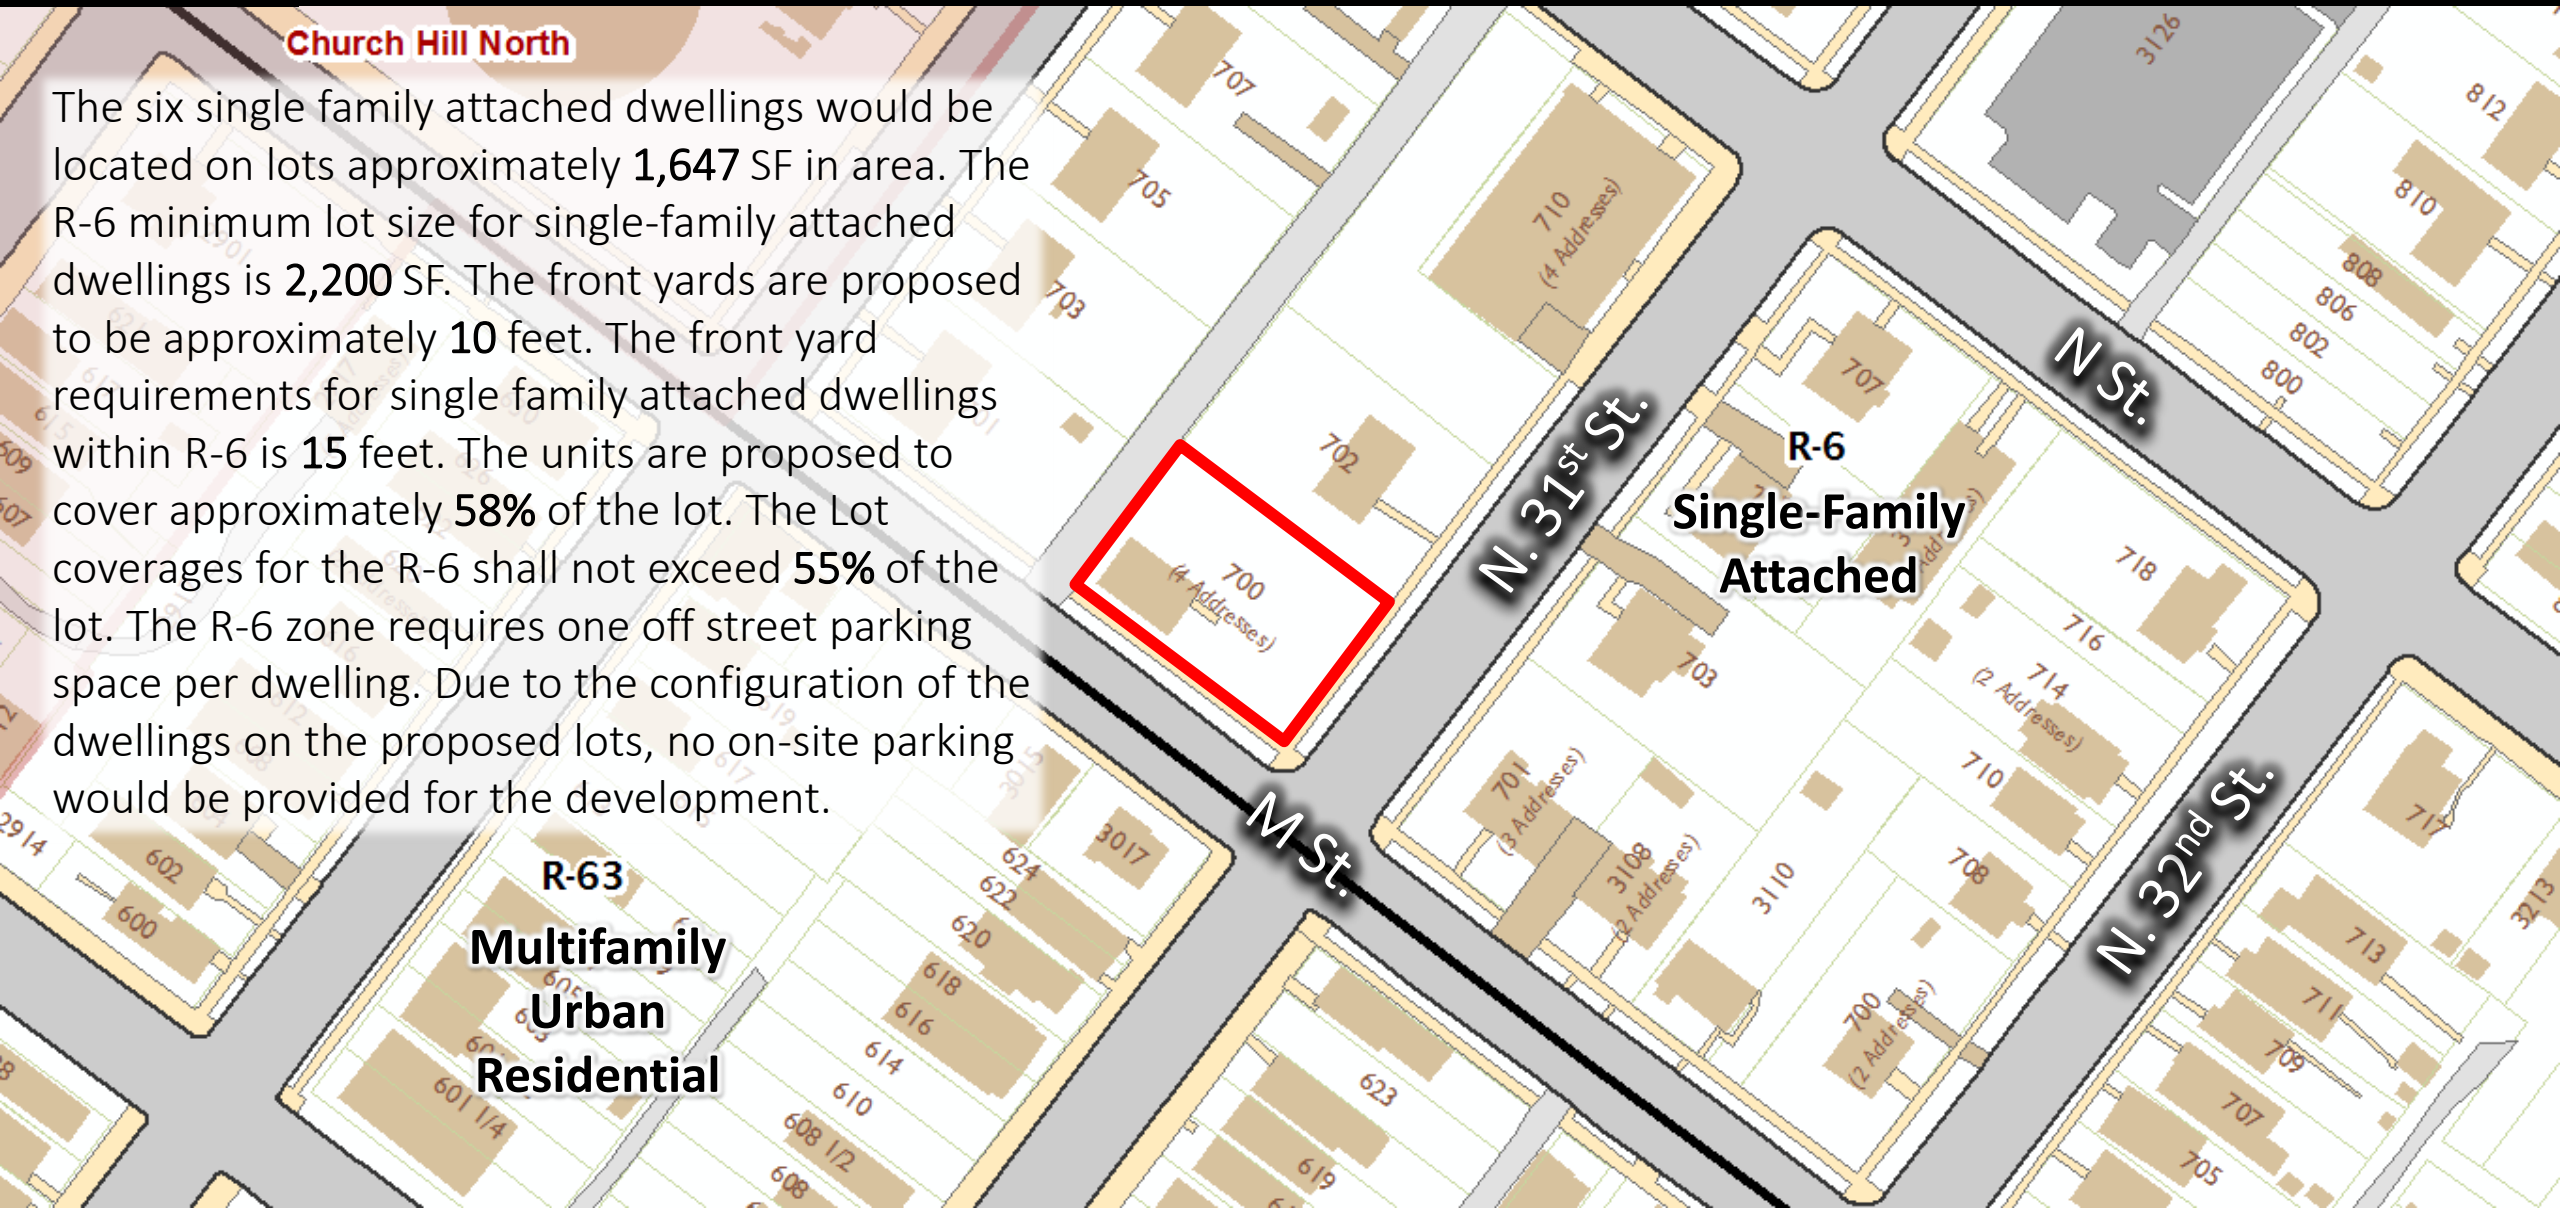 Church Hill North
The six single family attached dwellings would be
located on lots approximately 1,647 SF in area. The
R-6 minimum lot size for single-family attached
dwellings is 2,200 SF. The front yards are proposed
to be approximately 10 feet. The front yard
requirements for single family attached dwellings
within R-6 is 15 feet. The units are proposed to
cover approximately 58% of the lot. The Lot
coverages for the R-6 shall not exceed 55% of the
lot. The R-6 zone requires one off street parking
space per dwelling. Due to the configuration of the
dwellings on the proposed lots, no on-site parking
would be provided for the development.
707
705
703
710
(4 Addresses)
702
700
(4 Addresses)
3126
812
810
808
806
802
800
N St.
N. 31st St.
707
R-6
Single-Family
Attached
703
718
716
714
(2 Addresses)
710
708
701
(3 Addresses)
3108
(2 Addresses)
3110
700
(2 Addresses)
M St.
N. 32nd St.
717
3213
713
711
709
707
705
2914
602
600
609
607
R-63
Multifamily
Urban
Residential
605
603
601 1/4
3015
3017
624
622
620
618
616
614
610
608 1/2
608
623
619